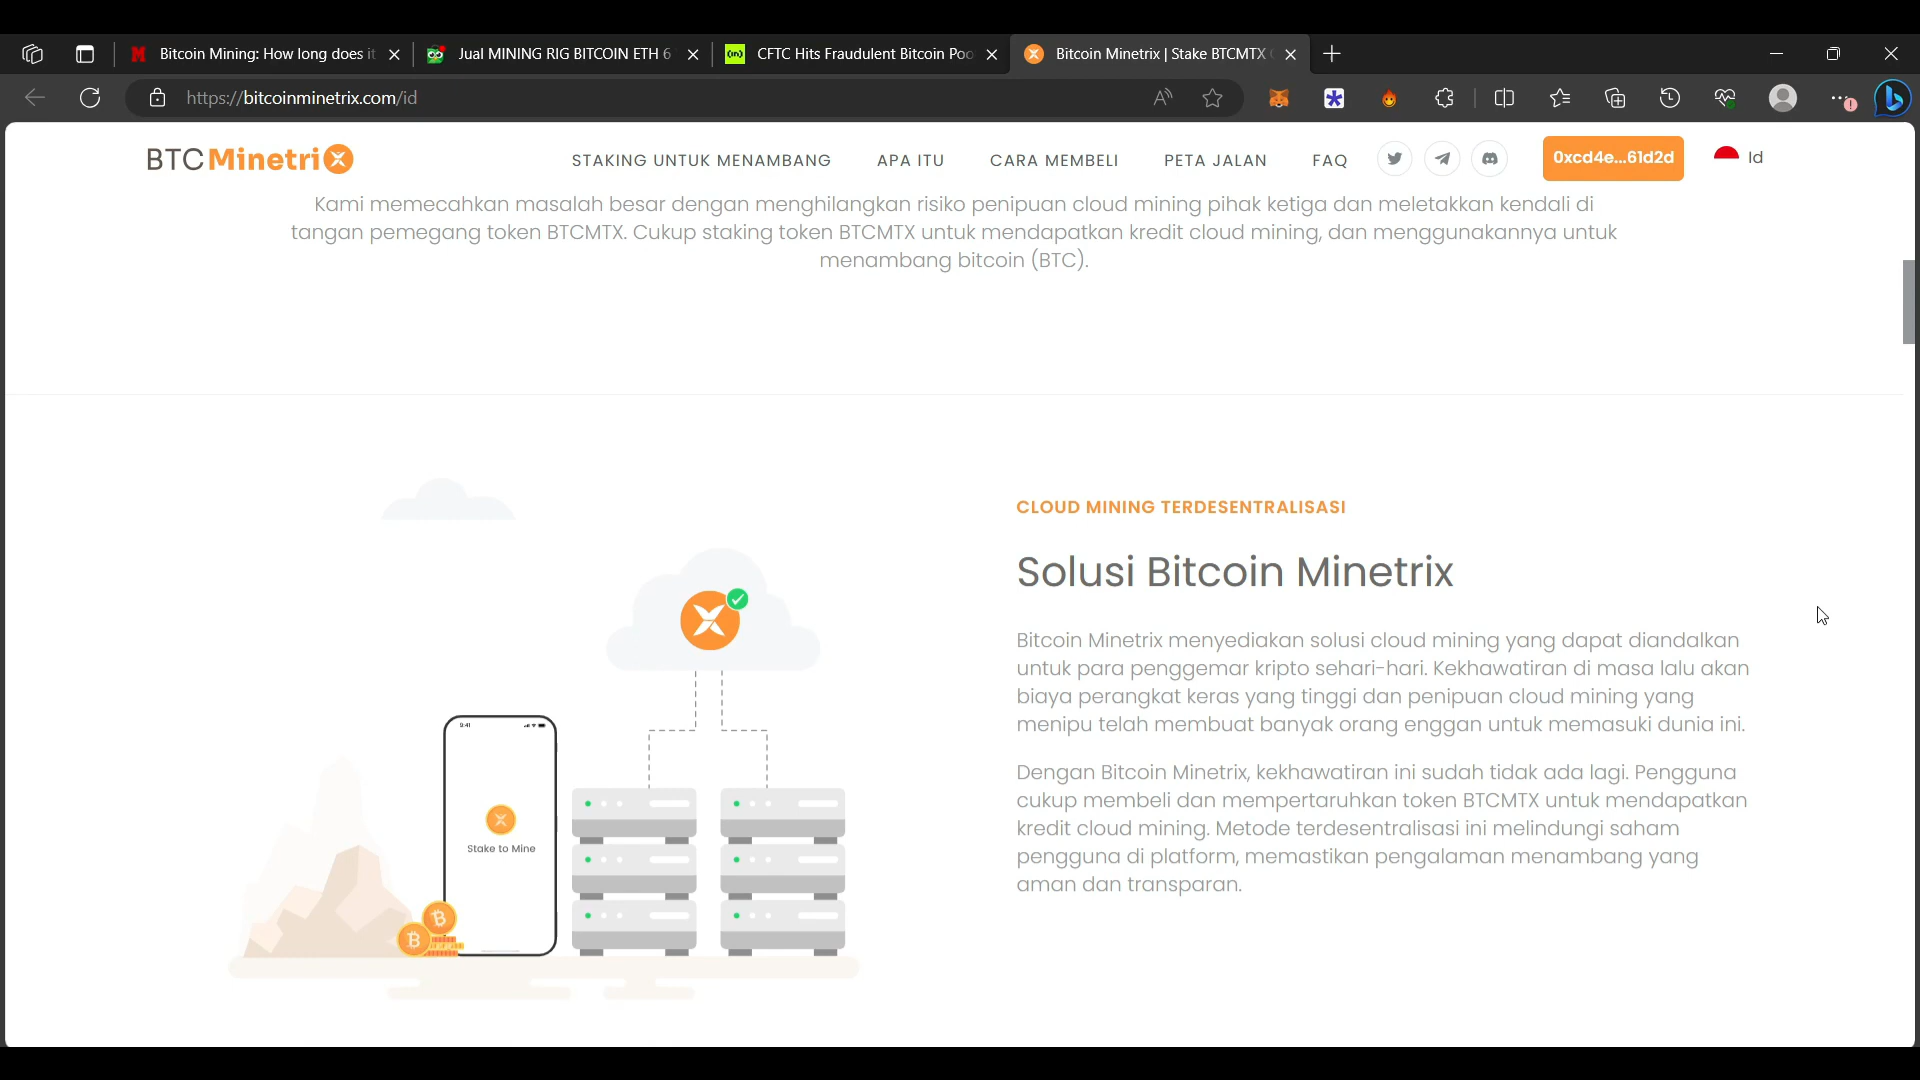 Bitcoin Mining: How long does it
Jual MINING RIG BITCOIN ETH 6
CFTC Hits Fraudulent Bitcoin Poo
Bitcoin Minetrix | Stake BTCMTX
https://bitcoinminetrix.com/id
BTCMinetriX
STAKING UNTUK MENAMBANG
APA ITU
CARA MEMBELI
PETA JALAN
FAQ
0xcd4e...61d2d
Id
Kami memecahkan masalah besar dengan menghilangkan risiko penipuan cloud mining pihak ketiga dan meletakkan kendali di
tangan pemegang token BTCMTX. Cukup staking token BTCMTX untuk mendapatkan kredit cloud mining, dan menggunakannya untuk
menambang bitcoin (BTC).
CLOUD MINING TERDESENTRALISASI
Solusi Bitcoin Minetrix
Bitcoin Minetrix menyediakan solusi cloud mining yang dapat diandalkan
untuk para penggemar kripto sehari-hari. Kekhawatiran di masa lalu akan
biaya perangkat keras yang tinggi dan penipuan cloud mining yang
menipu telah membuat banyak orang enggan untuk memasuki dunia ini.
Dengan Bitcoin Minetrix, kekhawatiran ini sudah tidak ada lagi. Pengguna
cukup membeli dan mempertaruhkan token BTCMTX untuk mendapatkan
kredit cloud mining. Metode terdesentralisasi ini melindungi saham
pengguna di platform, memastikan pengalaman menambang yang
aman dan transparan.
9:41
Stake to Mine